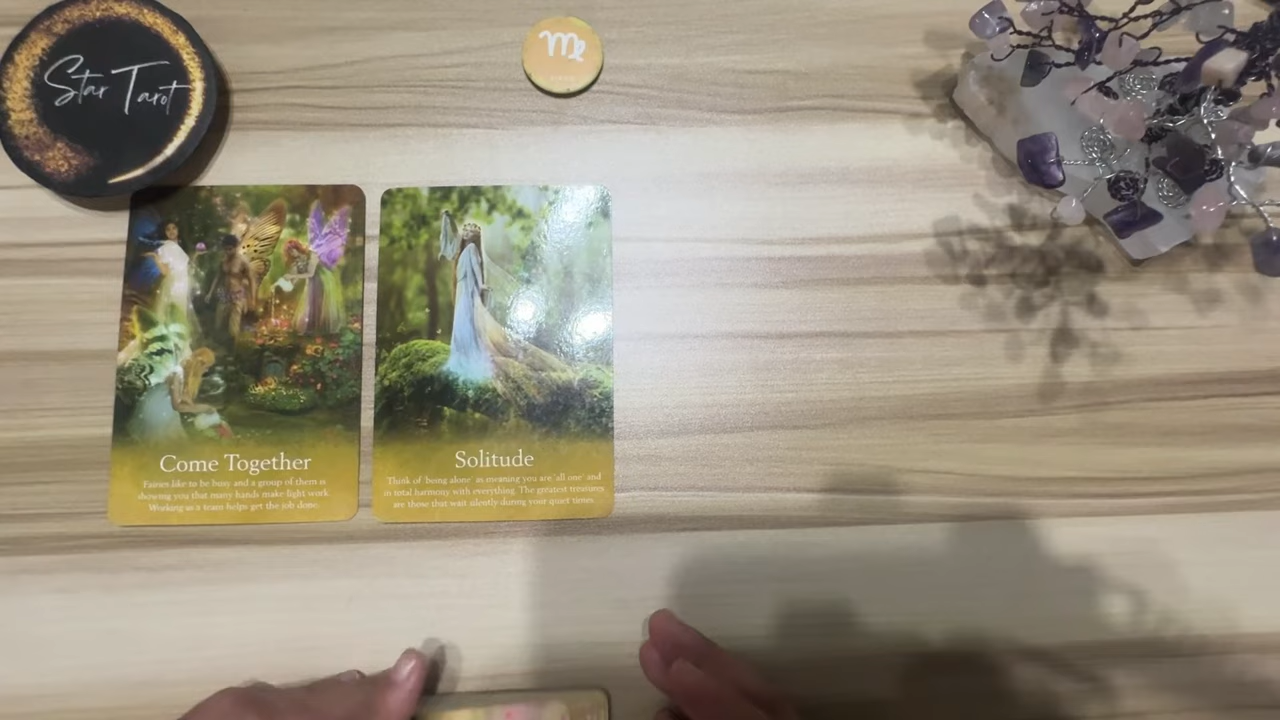 Star Tarot
Come Together
Fairies like to be busy and a group of them is
showing you that many hands make light work.
Working as a team helps get the job done.
Solitude
Think of 'being alone' as meaning you are 'all one' and
in total harmony with everything. The greatest treasures
are those that wait silently during your quiet times.